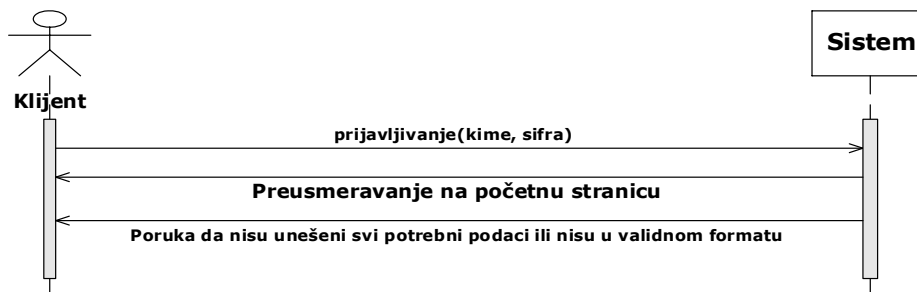 Sistem
Klijent
prijavljivanje(kime, sifra)
Preusmeravanje na početnu stranicu
Poruka da nisu unešeni svi potrebni podaci ili nisu u validnom formatu